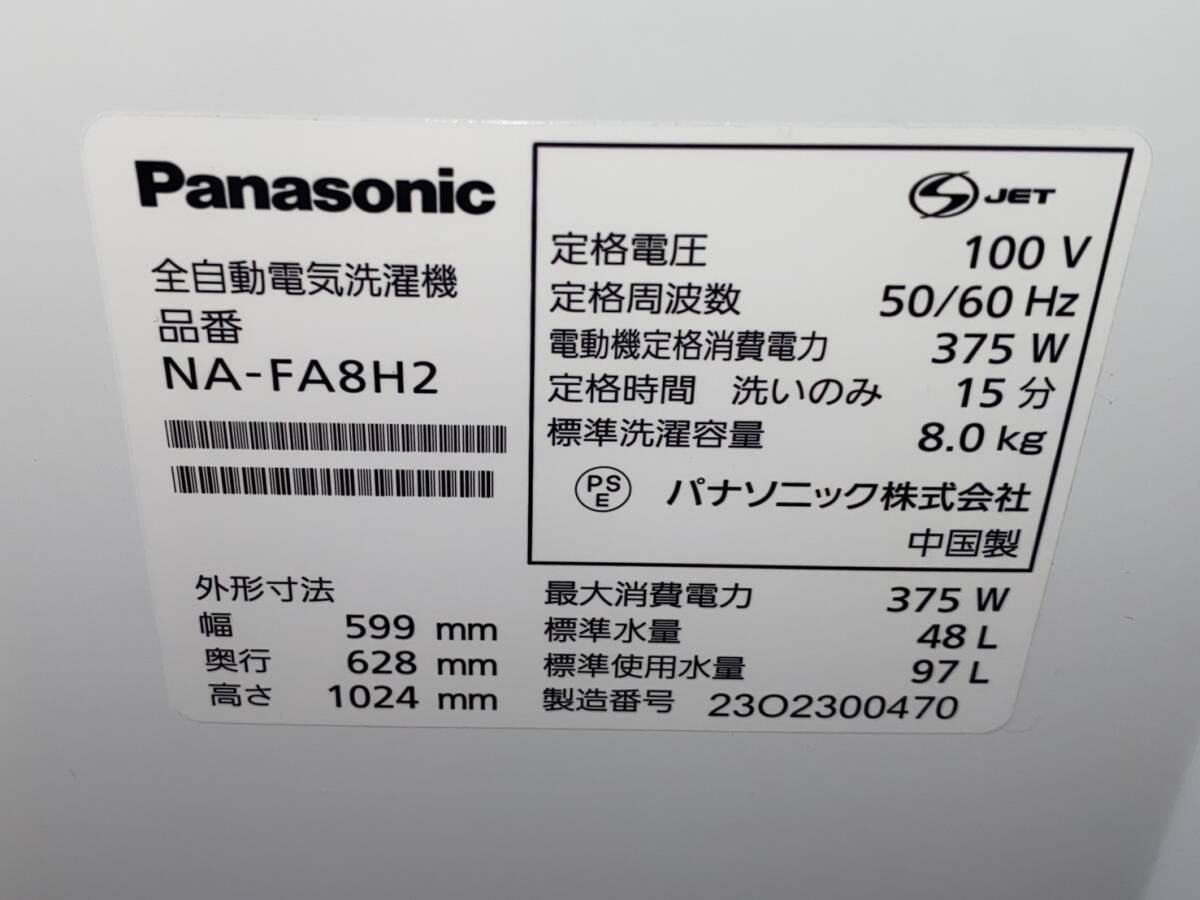 Panasonic
全自動電気洗濯機
品番
NA-FA8H2
JET
定格電圧 100 V
定格周波数 50/60 Hz
電動機定格消費電力 375 W
定格時間 洗いのみ 15 分
標準洗濯容量 8.0 kg
PS
E
パナソニック株式会社
中国製
外形寸法
幅 599 mm
奥行 628 mm
高さ 1024 mm
最大消費電力 375 W
標準水量 48 L
標準使用水量 97 L
製造番号 23O2300470